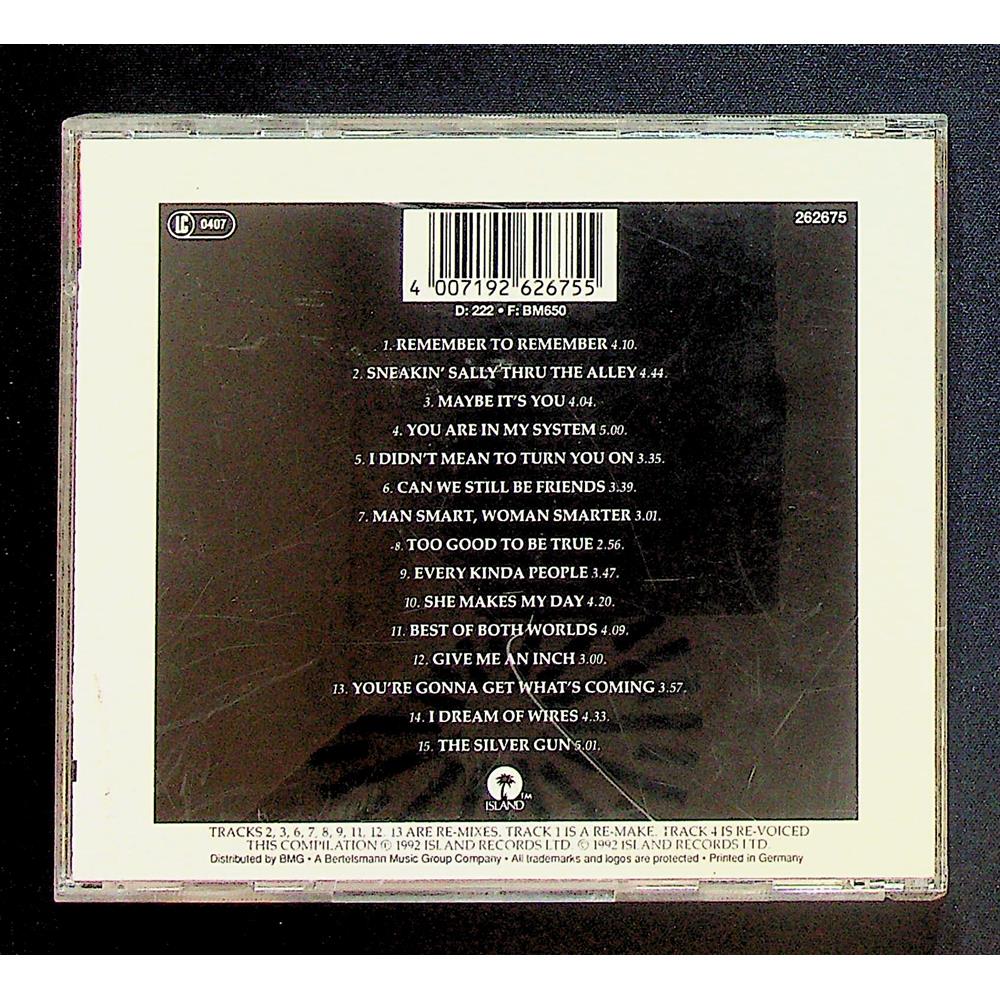 LC 0407
262675
4 007192 626755
D: 222 • F: BM650
1. REMEMBER TO REMEMBER 4.10.
2. SNEAKIN' SALLY THRU THE ALLEY 4.44.
3. MAYBE IT'S YOU 4.04.
4. YOU ARE IN MY SYSTEM 5.00.
5. I DIDN'T MEAN TO TURN YOU ON 3.35.
6. CAN WE STILL BE FRIENDS 3.39.
7. MAN SMART, WOMAN SMARTER 3.01.
8. TOO GOOD TO BE TRUE 2.56.
9. EVERY KINDA PEOPLE 3.47.
10. SHE MAKES MY DAY 4.20.
11. BEST OF BOTH WORLDS 4.09.
12. GIVE ME AN INCH 3.00.
13. YOU'RE GONNA GET WHAT'S COMING 3.57.
14. I DREAM OF WIRES 4.33.
15. THE SILVER GUN 5.01.
ISLAND TM
TRACKS 2, 3, 6, 7, 8, 9, 11, 12, 13 ARE RE-MIXES. TRACK 1 IS A RE-MAKE. TRACK 4 IS RE-VOICED
THIS COMPILATION ℗ 1992 ISLAND RECORDS LTD © 1992 ISLAND RECORDS LTD.
Distributed by BMG • A Bertelsmann Music Group Company • All trademarks and logos are protected • Printed in Germany